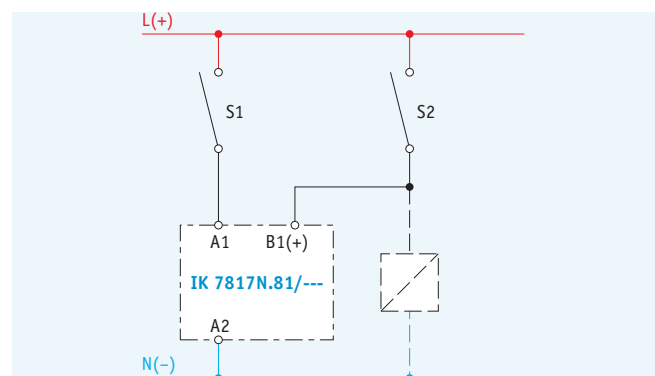 L(+)
S1
S2
A1
B1(+)
IK 7817N.81/---
A2
N(−)